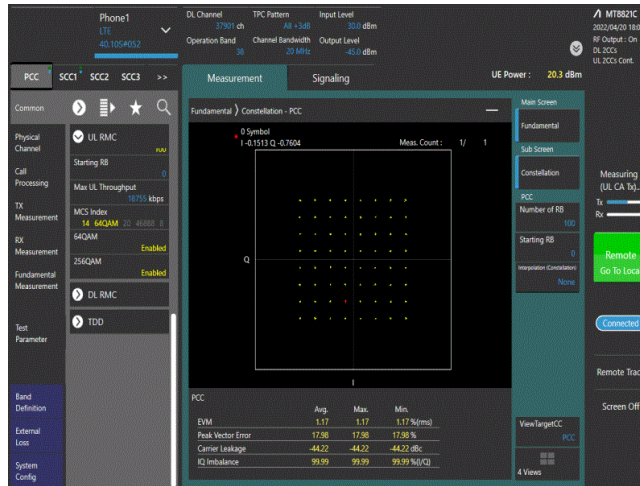 Phone1
LTE
40.105#052
DL Channel
37901 ch
TPC Pattern
All +3dB
Input Level
30.0 dBm
Operation Band
38
Channel Bandwidth
20 MHz
Output Level
-45.0 dBm
MT8821C
2022/04/20 18:0
RF Output : On
DL 2CCs
UL 2CCs Cont.
PCC
SCC1
SCC2
SCC3
>>
Measurement
Signaling
UE Power : 20.3 dBm
Common
Physical
Channel
Call
Processing
TX
Measurement
RX
Measurement
Fundamental
Measurement
Test
Parameter
Band
Definition
External
Loss
System
Config
UL RMC
100
Starting RB
0
Max UL Throughput
18755 kbps
MCS Index
14 64QAM 20 46888 8
64QAM
Enabled
256QAM
Enabled
DL RMC
TDD
Fundamental ) Constellation - PCC
0 Symbol
I -0.1513 Q -0.7604
Meas. Count : 1/ 1
Q
I
PCC
Avg. Max. Min.
EVM 1.17 1.17 1.17 %(rms)
Peak Vector Error 17.98 17.98 17.98 %
Carrier Leakage -44.22 -44.22 -44.22 dBc
IQ Imbalance 99.99 99.99 99.99 %(I/Q)
Main Screen
Fundamental
Sub Screen
Constellation
PCC
Number of RB
100
Starting RB
0
Interpolation (Constellation)
None
ViewTargetCC
PCC
4 Views
Measuring
(UL CA Tx)..
Tx
Rx
Remote
Go To Loca
Connected
Remote Trac
Screen Off